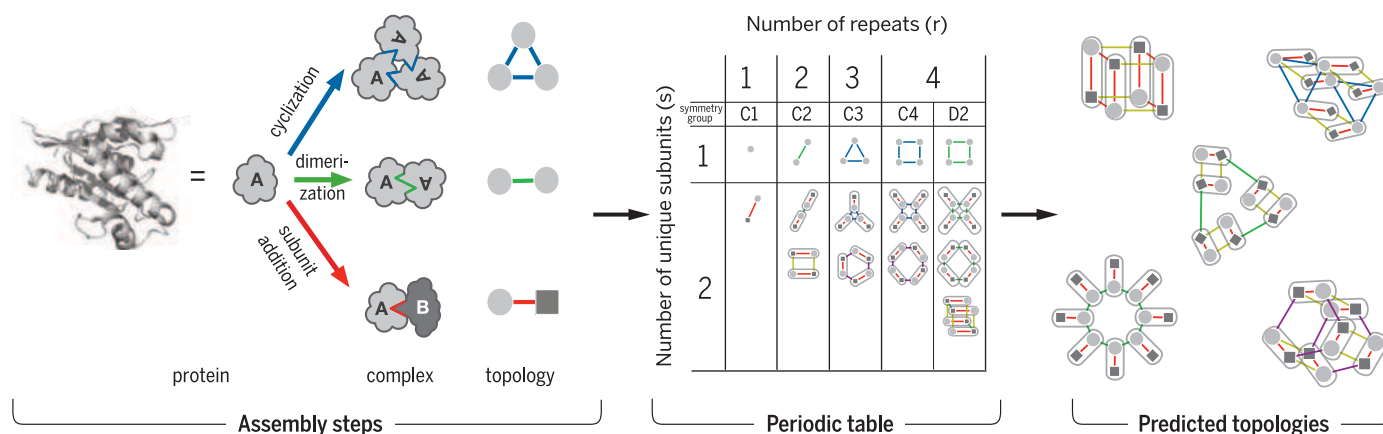 cyclization
dimeri-
zation
subunit
addition
=
A
A
A
A
A
A
A
B
protein
complex
topology
Assembly steps
Number of repeats (r)
Number of unique subunits (s)
1
2
3
4
symmetry
group
C1
C2
C3
C4
D2
1
2
Periodic table
Predicted topologies